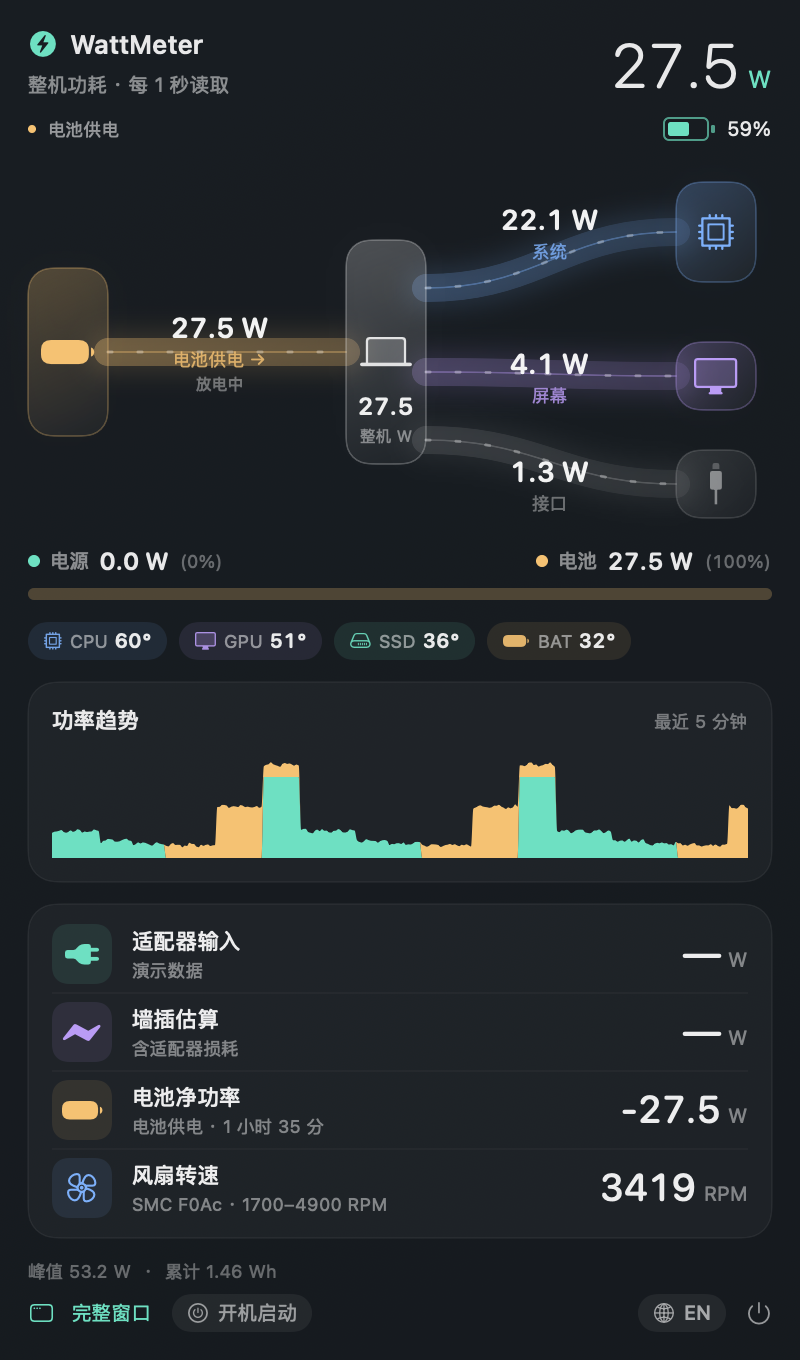 WattMeter
27.5 W
整机功耗 · 每 1 秒读取
电池供电
59%
22.1 W
系统
27.5 W
电池供电 →
放电中
4.1 W
屏幕
27.5
整机 W
1.3 W
接口
电源 0.0 W (0%)
电池 27.5 W (100%)
CPU 60°
GPU 51°
SSD 36°
BAT 32°
功率趋势
最近 5 分钟
适配器输入
演示数据
— W
墙插估算
含适配器损耗
— W
电池净功率
电池供电 · 1 小时 35 分
-27.5 W
风扇转速
SMC F0Ac · 1700–4900 RPM
3419 RPM
峰值 53.2 W · 累计 1.46 Wh
完整窗口
开机启动
EN